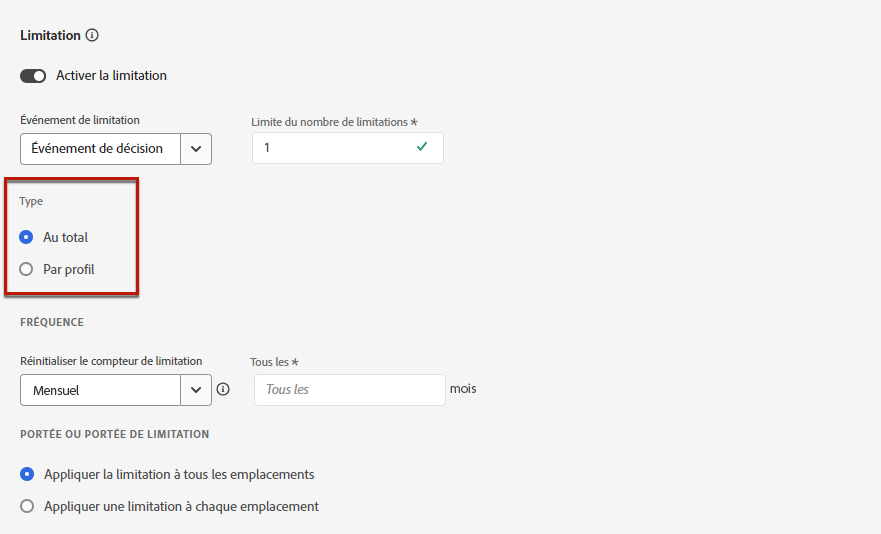 Limitation
Activer la limitation
Événement de limitation
Limite du nombre de limitations *
Événement de décision
1
Type
Au total
Par profil
FRÉQUENCE
Réinitialiser le compteur de limitation
Tous les *
Mensuel
Tous les
mois
PORTÉE OU PORTÉE DE LIMITATION
Appliquer la limitation à tous les emplacements
Appliquer une limitation à chaque emplacement